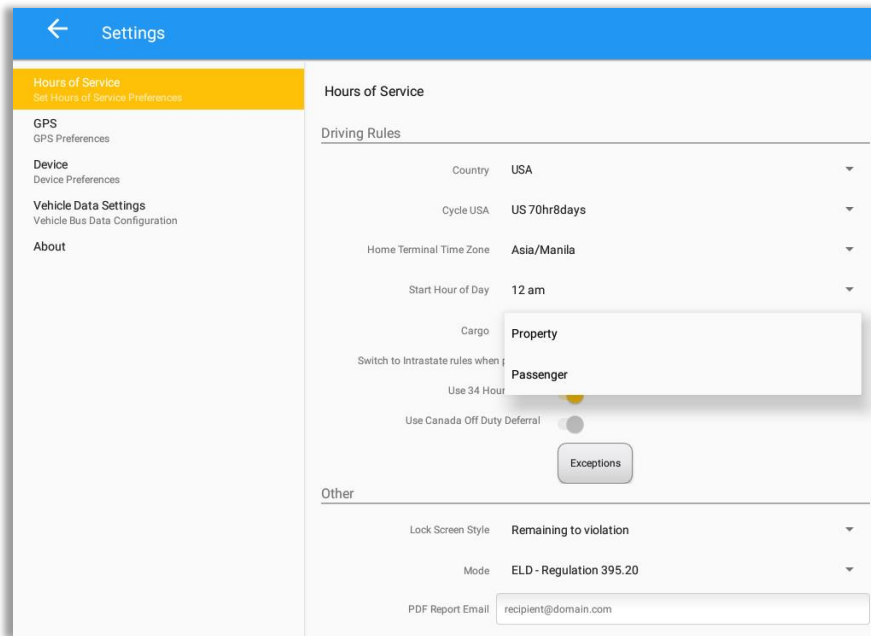 Settings
Hours of Service
Set Hours of Service Preferences
GPS
GPS Preferences
Device
Device Preferences
Vehicle Data Settings
Vehicle Bus Data Configuration
About
Hours of Service
Driving Rules
Country USA
Cycle USA US 70hr8days
Home Terminal Time Zone Asia/Manila
Start Hour of Day 12 am
Cargo Property
Switch to Intrastate rules when
Passenger
Use 34 Hour
Use Canada Off Duty Deferral
Exceptions
Other
Lock Screen Style Remaining to violation
Mode ELD - Regulation 395.20
PDF Report Email recipient@domain.com